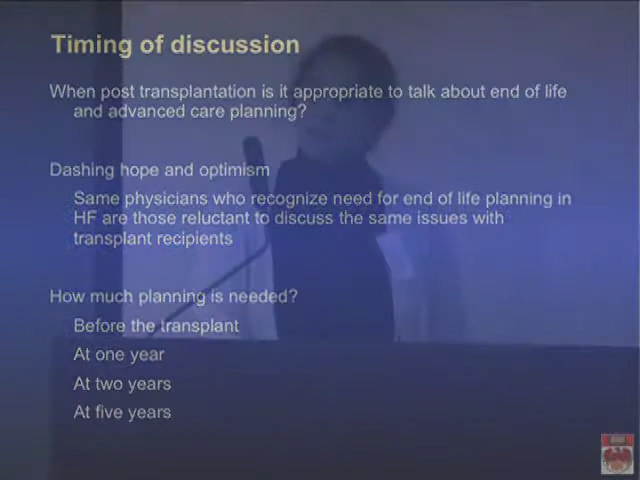 Timing of discussion
When post transplantation is it appropriate to talk about end of life
and advanced care planning?
Dashing hope and optimism
Same physicians who recognize need for end of life planning in
HF are those reluctant to discuss the same issues with
transplant recipients
How much planning is needed?
Before the transplant
At one year
At two years
At five years